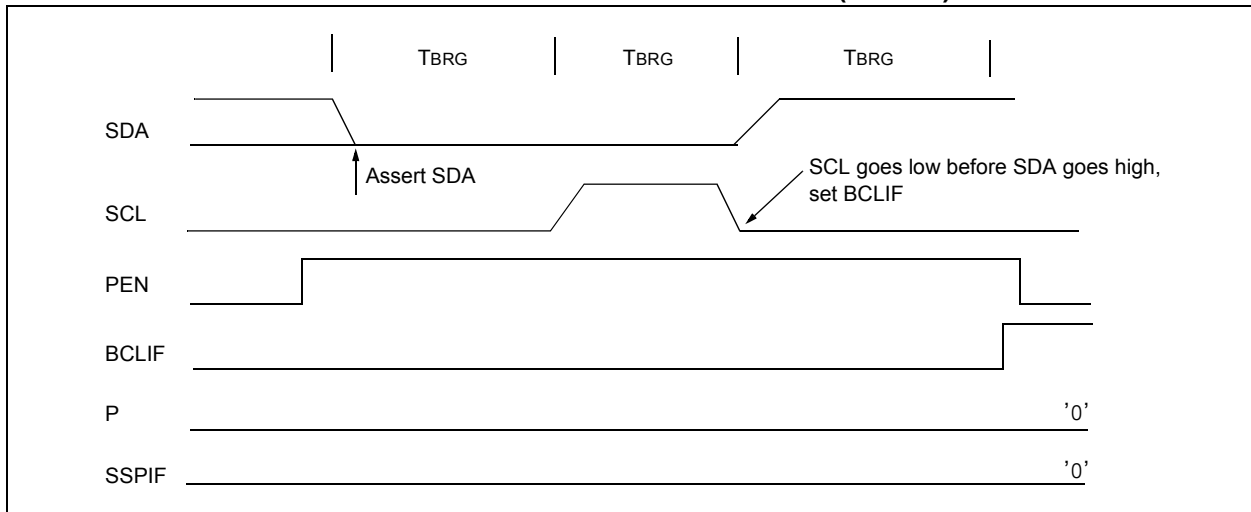 TBRG TBRG TBRG
SDA
Assert SDA
SCL goes low before SDA goes high,
set BCLIF
SCL
PEN
BCLIF
P '0'
SSPIF '0'